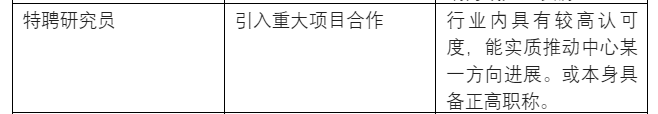 特聘研究员
引入重大项目合作
行业内具有较高认可
度，能实质推动中心某
一方向进展。或本身具
备正高职称。